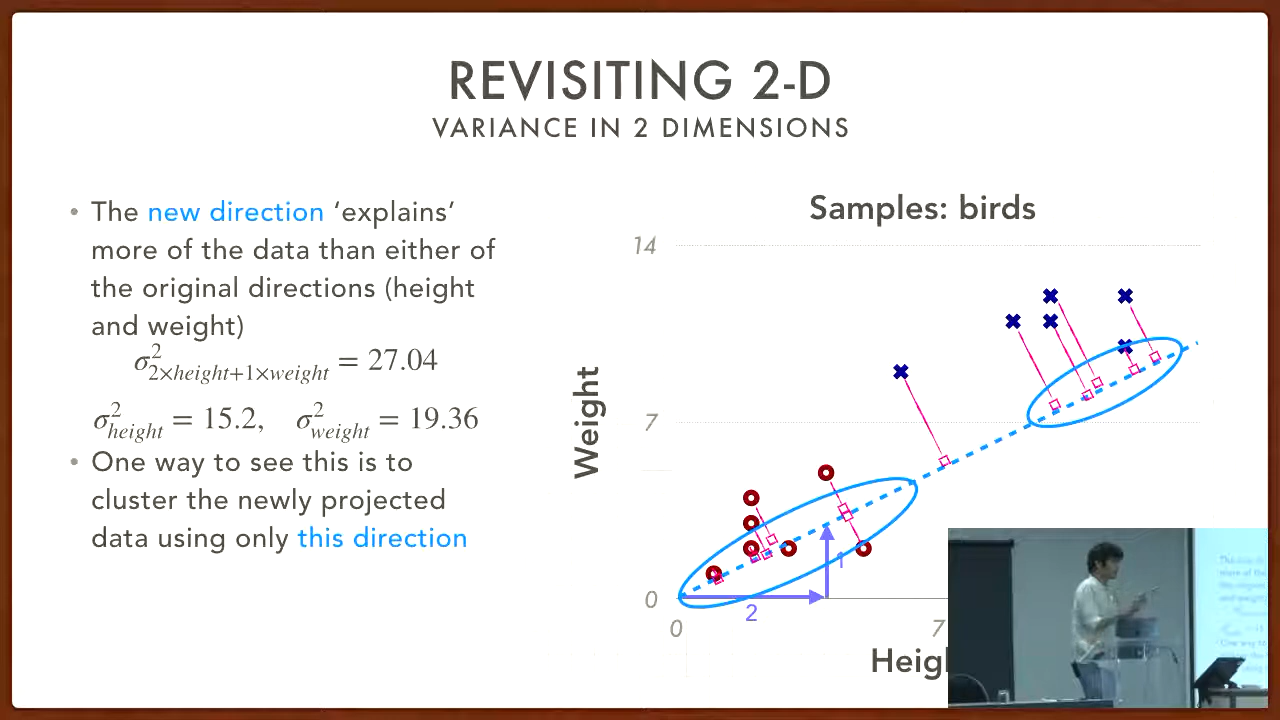 REVISITING 2-D
VARIANCE IN 2 DIMENSIONS
• The new direction ‘explains’
more of the data than either of
the original directions (height
and weight)
σ²2×height+1×weight = 27.04
σ²height = 15.2, σ²weight = 19.36
• One way to see this is to
cluster the newly projected
data using only this direction
Samples: birds
14
Weight
7
0
1
2
0
7